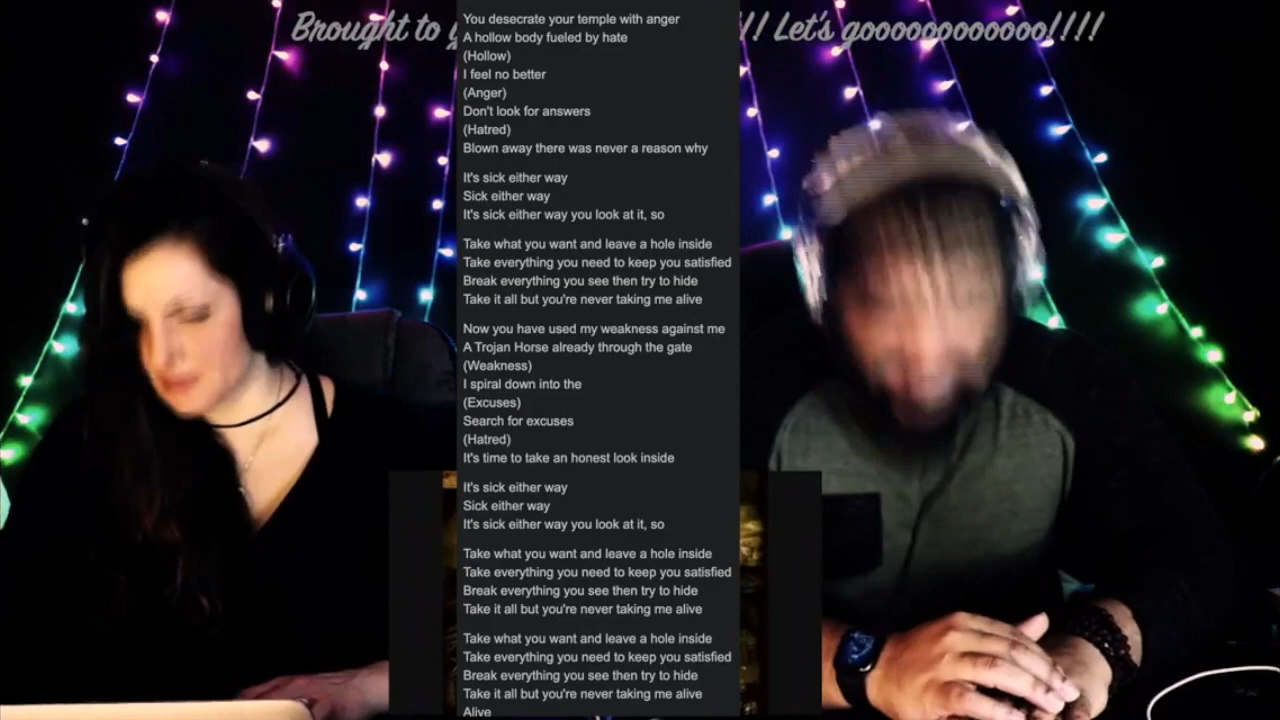 Brought to y
!! Let's gooooooooooo!!!!
You desecrate your temple with anger
A hollow body fueled by hate
(Hollow)
I feel no better
(Anger)
Don't look for answers
(Hatred)
Blown away there was never a reason why
It's sick either way
Sick either way
It's sick either way you look at it, so
Take what you want and leave a hole inside
Take everything you need to keep you satisfied
Break everything you see then try to hide
Take it all but you're never taking me alive
Now you have used my weakness against me
A Trojan Horse already through the gate
(Weakness)
I spiral down into the
(Excuses)
Search for excuses
(Hatred)
It's time to take an honest look inside
It's sick either way
Sick either way
It's sick either way you look at it, so
Take what you want and leave a hole inside
Take everything you need to keep you satisfied
Break everything you see then try to hide
Take it all but you're never taking me alive
Take what you want and leave a hole inside
Take everything you need to keep you satisfied
Break everything you see then try to hide
Take it all but you're never taking me alive
Alive